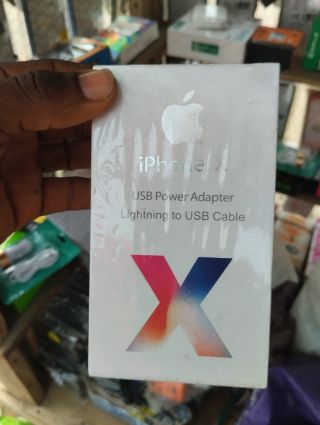 iPhone X
USB Power Adapter
Lightning to USB Cable
X